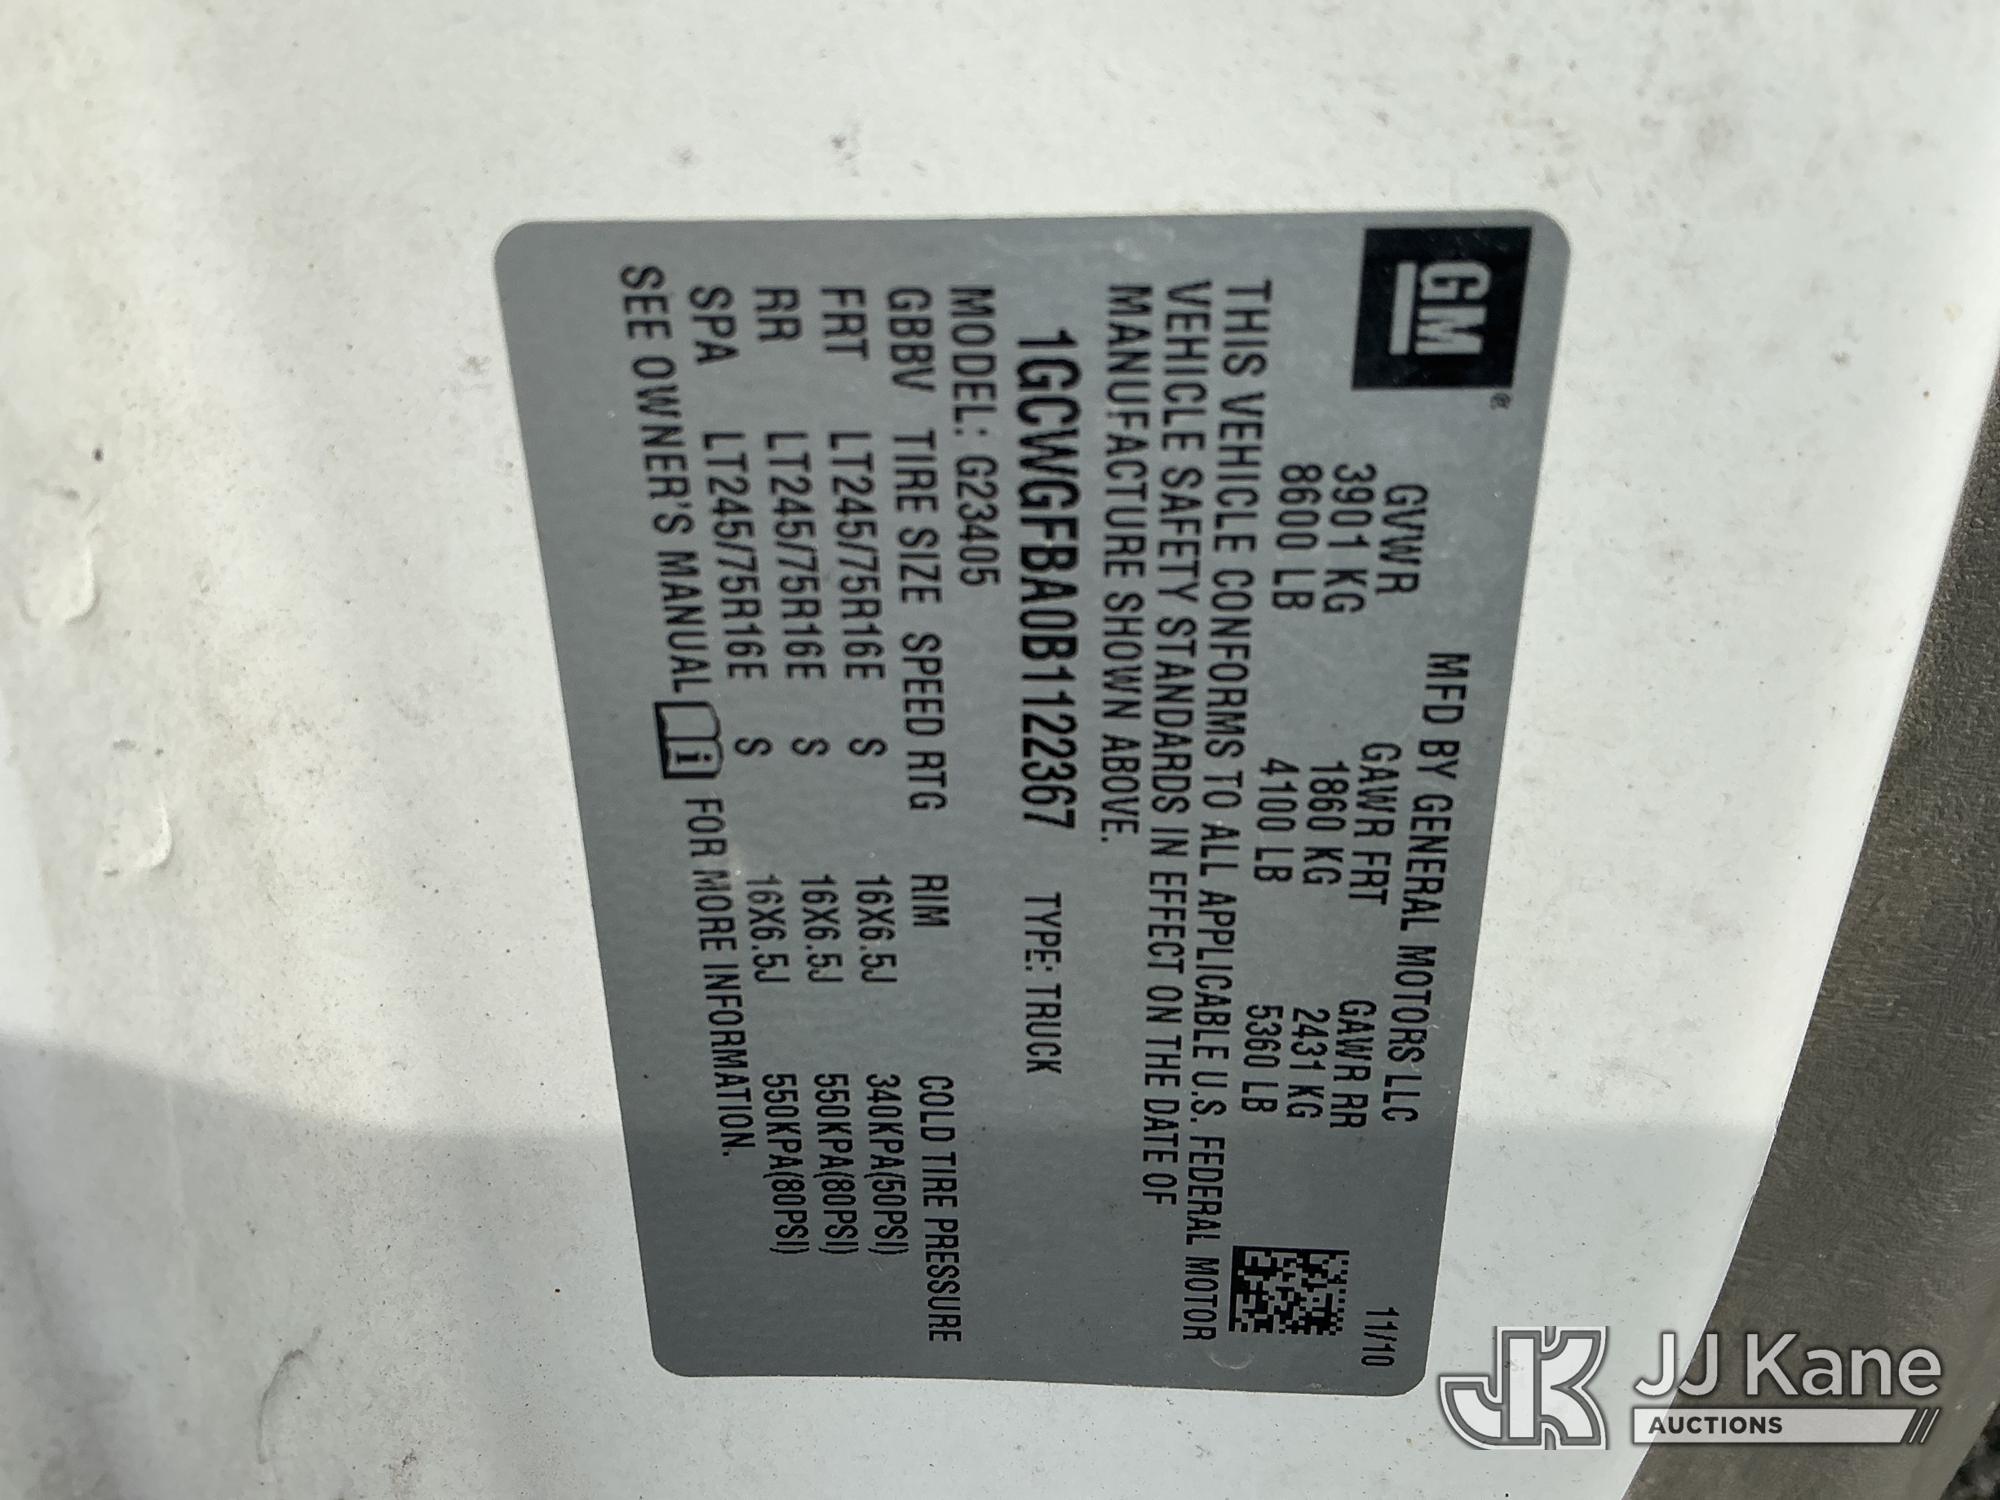 GM®
MFD BY GENERAL MOTORS LLC 11/10
GVWR GAWR FRT GAWR RR
3901 KG 1860 KG 2431 KG
8600 LB 4100 LB 5360 LB
THIS VEHICLE CONFORMS TO ALL APPLICABLE U.S. FEDERAL MOTOR
VEHICLE SAFETY STANDARDS IN EFFECT ON THE DATE OF
MANUFACTURE SHOWN ABOVE.
1GCWGFBA0B1122367 TYPE: TRUCK
MODEL: G23405
GBBV TIRE SIZE SPEED RTG RIM COLD TIRE PRESSURE
FRT LT245/75R16E S 16X6.5J 340KPA(50PSI)
RR LT245/75R16E S 16X6.5J 550KPA(80PSI)
SPA LT245/75R16E S 16X6.5J 550KPA(80PSI)
SEE OWNER'S MANUAL i FOR MORE INFORMATION.
JK JJ Kane
AUCTIONS